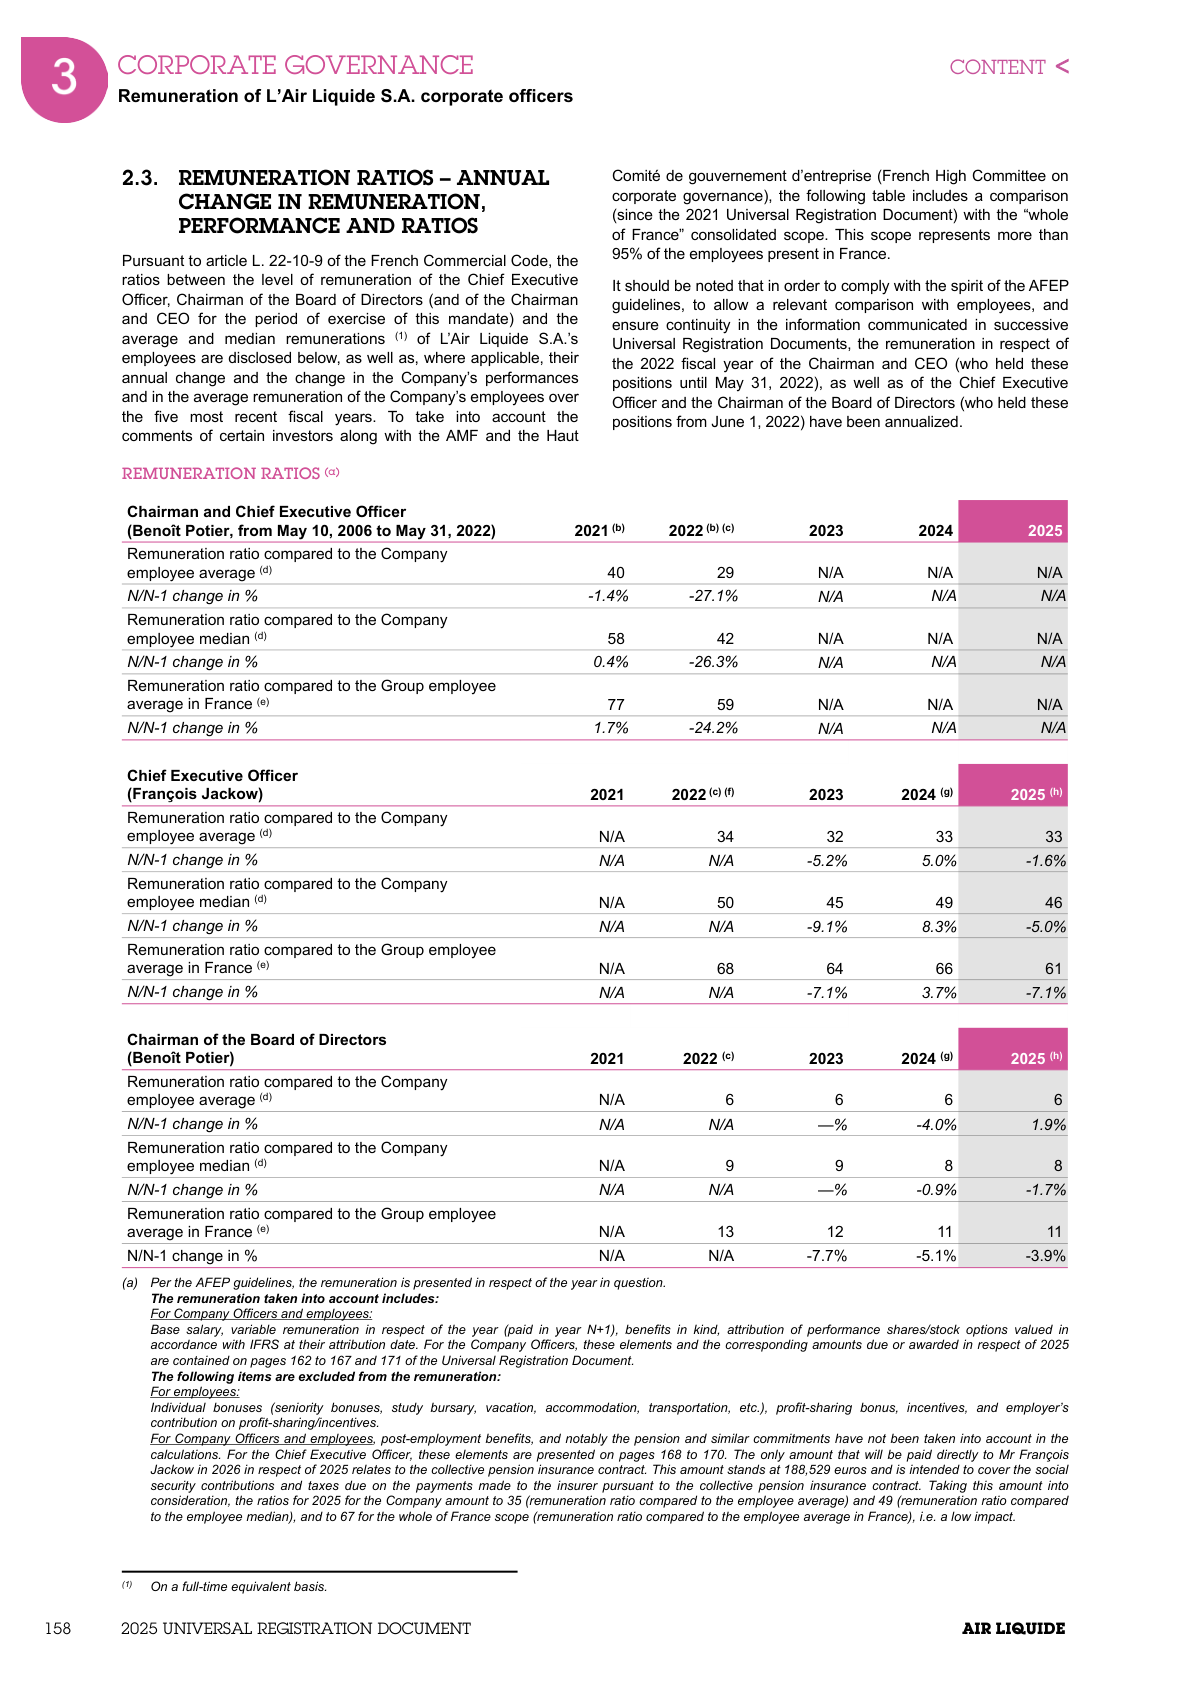 3
CORPORATE GOVERNANCE
CONTENT <
Remuneration of L’Air Liquide S.A. corporate officers
2.3. REMUNERATION RATIOS – ANNUAL
CHANGE IN REMUNERATION,
PERFORMANCE AND RATIOS
Pursuant to article L. 22-10-9 of the French Commercial Code, the
ratios between the level of remuneration of the Chief Executive
Officer, Chairman of the Board of Directors (and of the Chairman
and CEO for the period of exercise of this mandate) and the
average and median remunerations (1) of L’Air Liquide S.A.’s
employees are disclosed below, as well as, where applicable, their
annual change and the change in the Company’s performances
and in the average remuneration of the Company’s employees over
the five most recent fiscal years. To take into account the
comments of certain investors along with the AMF and the Haut
Comité de gouvernement d’entreprise (French High Committee on
corporate governance), the following table includes a comparison
(since the 2021 Universal Registration Document) with the “whole
of France” consolidated scope. This scope represents more than
95% of the employees present in France.
It should be noted that in order to comply with the spirit of the AFEP
guidelines, to allow a relevant comparison with employees, and
ensure continuity in the information communicated in successive
Universal Registration Documents, the remuneration in respect of
the 2022 fiscal year of the Chairman and CEO (who held these
positions until May 31, 2022), as well as of the Chief Executive
Officer and the Chairman of the Board of Directors (who held these
positions from June 1, 2022) have been annualized.
REMUNERATION RATIOS (a)
Chairman and Chief Executive Officer
(Benoît Potier, from May 10, 2006 to May 31, 2022) 2021 (b) 2022 (b) (c) 2023 2024 2025
Remuneration ratio compared to the Company
employee average (d) 40 29 N/A N/A N/A
N/N-1 change in % -1.4% -27.1% N/A N/A N/A
Remuneration ratio compared to the Company
employee median (d) 58 42 N/A N/A N/A
N/N-1 change in % 0.4% -26.3% N/A N/A N/A
Remuneration ratio compared to the Group employee
average in France (e) 77 59 N/A N/A N/A
N/N-1 change in % 1.7% -24.2% N/A N/A N/A
Chief Executive Officer
(François Jackow) 2021 2022 (c) (f) 2023 2024 (g) 2025 (h)
Remuneration ratio compared to the Company
employee average (d) N/A 34 32 33 33
N/N-1 change in % N/A N/A -5.2% 5.0% -1.6%
Remuneration ratio compared to the Company
employee median (d) N/A 50 45 49 46
N/N-1 change in % N/A N/A -9.1% 8.3% -5.0%
Remuneration ratio compared to the Group employee
average in France (e) N/A 68 64 66 61
N/N-1 change in % N/A N/A -7.1% 3.7% -7.1%
Chairman of the Board of Directors
(Benoît Potier) 2021 2022 (c) 2023 2024 (g) 2025 (h)
Remuneration ratio compared to the Company
employee average (d) N/A 6 6 6 6
N/N-1 change in % N/A N/A —% -4.0% 1.9%
Remuneration ratio compared to the Company
employee median (d) N/A 9 9 8 8
N/N-1 change in % N/A N/A —% -0.9% -1.7%
Remuneration ratio compared to the Group employee
average in France (e) N/A 13 12 11 11
N/N-1 change in % N/A N/A -7.7% -5.1% -3.9%
(a) Per the AFEP guidelines, the remuneration is presented in respect of the year in question.
The remuneration taken into account includes:
For Company Officers and employees:
Base salary, variable remuneration in respect of the year (paid in year N+1), benefits in kind, attribution of performance shares/stock options valued in
accordance with IFRS at their attribution date. For the Company Officers, these elements and the corresponding amounts due or awarded in respect of 2025
are contained on pages 162 to 167 and 171 of the Universal Registration Document.
The following items are excluded from the remuneration:
For employees:
Individual bonuses (seniority bonuses, study bursary, vacation, accommodation, transportation, etc.), profit-sharing bonus, incentives, and employer’s
contribution on profit-sharing/incentives.
For Company Officers and employees, post-employment benefits, and notably the pension and similar commitments have not been taken into account in the
calculations. For the Chief Executive Officer, these elements are presented on pages 168 to 170. The only amount that will be paid directly to Mr François
Jackow in 2026 in respect of 2025 relates to the collective pension insurance contract. This amount stands at 188,529 euros and is intended to cover the social
security contributions and taxes due on the payments made to the insurer pursuant to the collective pension insurance contract. Taking this amount into
consideration, the ratios for 2025 for the Company amount to 35 (remuneration ratio compared to the employee average) and 49 (remuneration ratio compared
to the employee median), and to 67 for the whole of France scope (remuneration ratio compared to the employee average in France), i.e. a low impact.
(1) On a full-time equivalent basis.
158 2025 UNIVERSAL REGISTRATION DOCUMENT AIR LIQUIDE